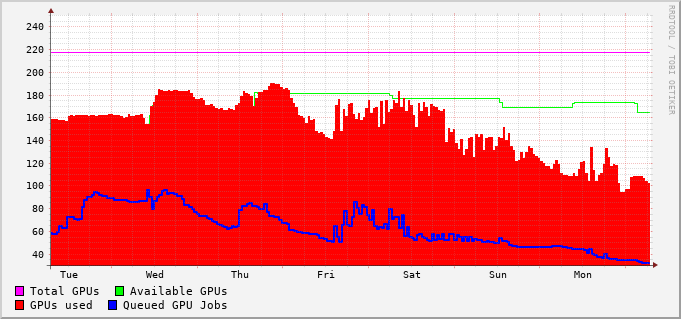 240
220
200
180
160
140
120
100
80
60
40
Tue Wed Thu Fri Sat Sun Mon
Total GPUs Available GPUs
GPUs used Queued GPU Jobs
RRDTOOL / TOBI OETIKER